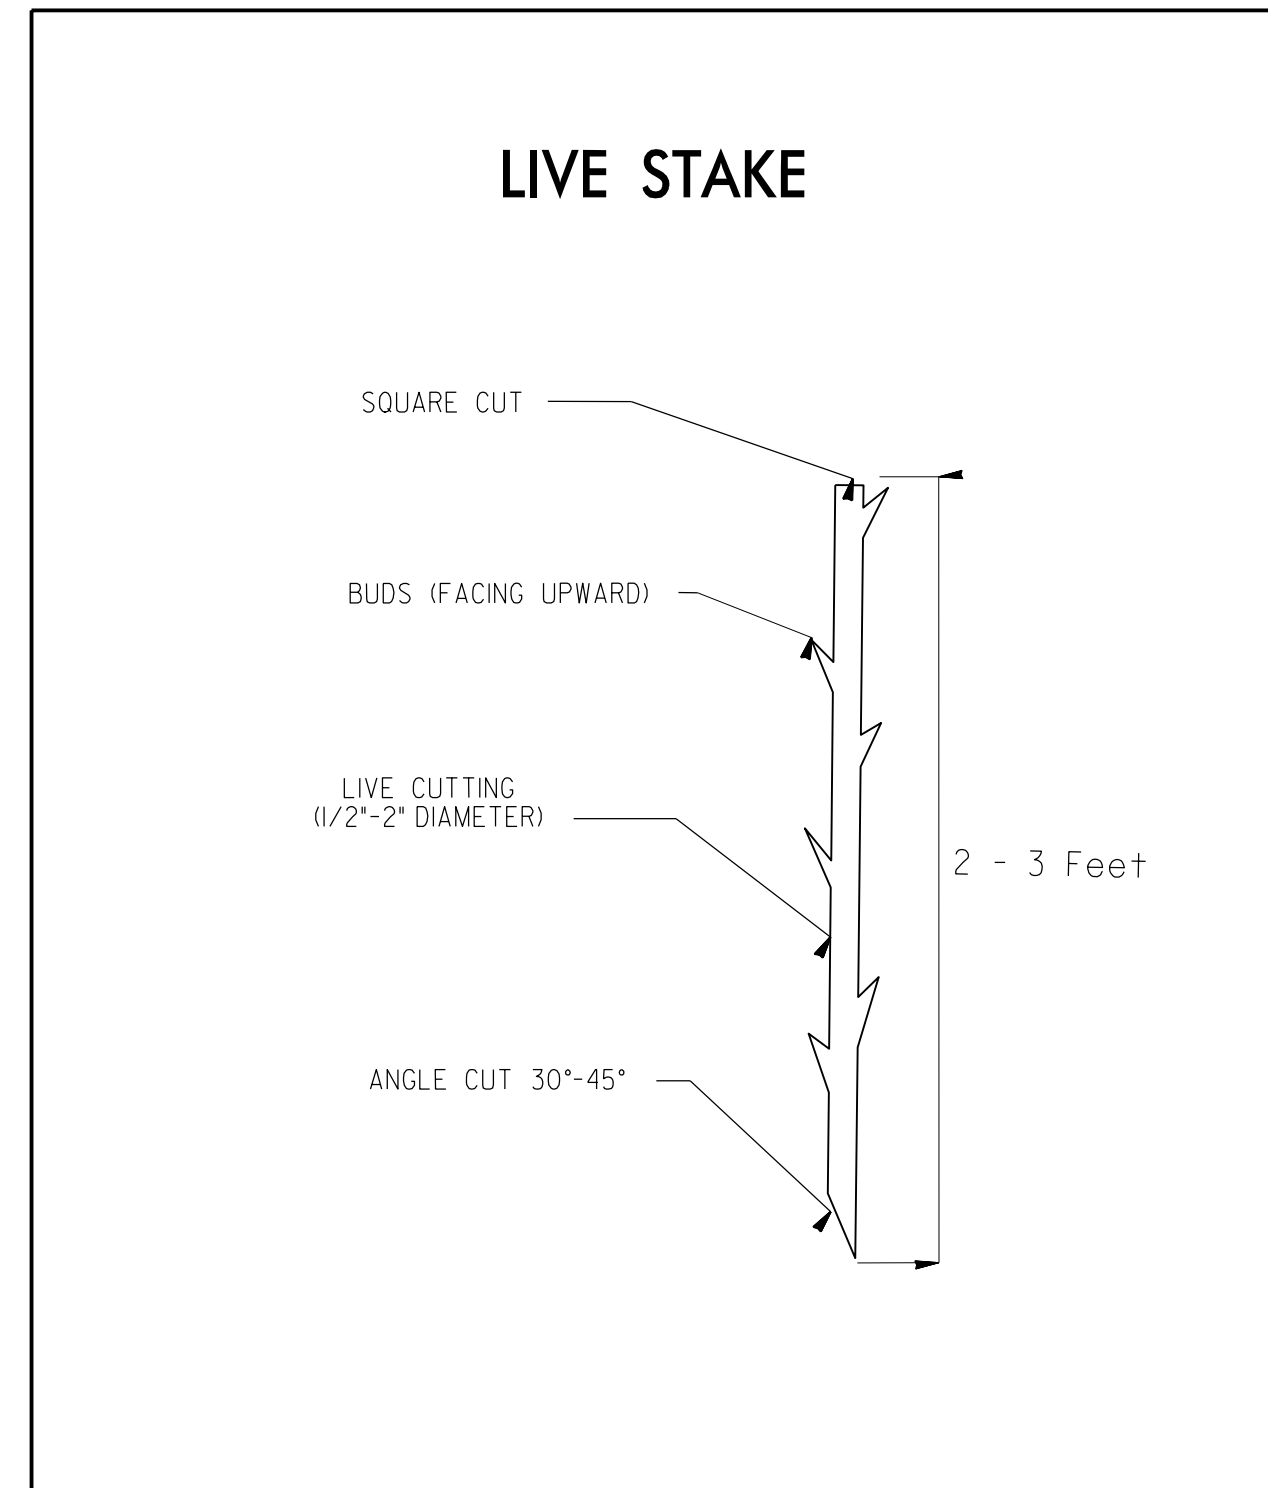 LIVE STAKE
SQUARE CUT
BUDS (FACING UPWARD)
LIVE CUTTING
(1/2"-2" DIAMETER)
2 - 3 Feet
ANGLE CUT 30°-45°